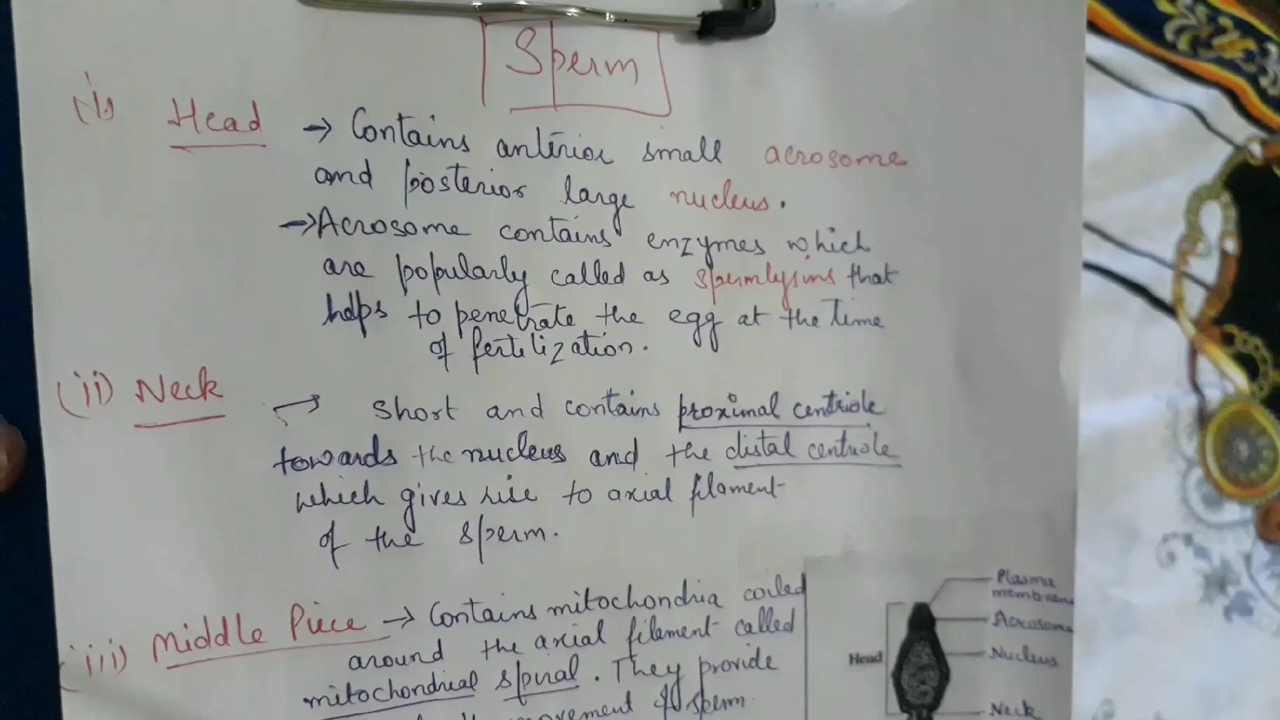 Sperm
(i) Head → Contains anterior small acrosome
and posterior large nucleus.
→ Acrosome contains enzymes which
are popularly called as spermlysins that
helps to penetrate the egg at the time
of fertilization.
(ii) Neck → Short and contains proximal centriole
towards the nucleus and the distal centriole
which gives rise to axial filament
of the sperm.
(iii) Middle Piece → Contains mitochondria coiled
around the axial filament called
mitochondrial spiral. They provide
movement of sperm.
Plasma
membrane
Acrosome
Head
Nucleus
Neck